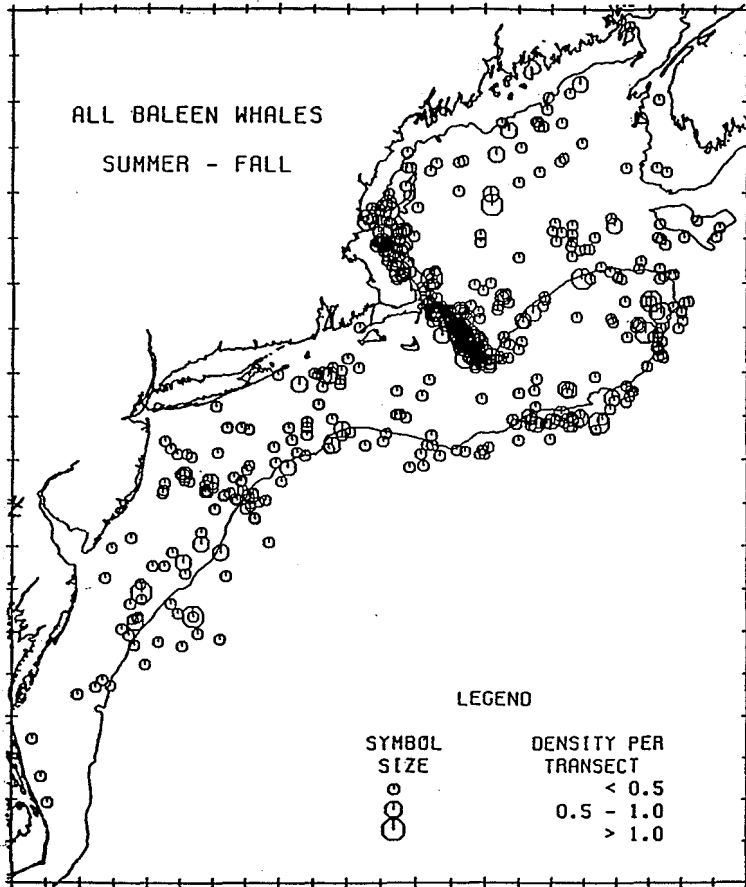 ALL BALEEN WHALES
SUMMER - FALL
LEGEND
SYMBOL SIZE
DENSITY PER TRANSECT
< 0.5
0.5 - 1.0
> 1.0